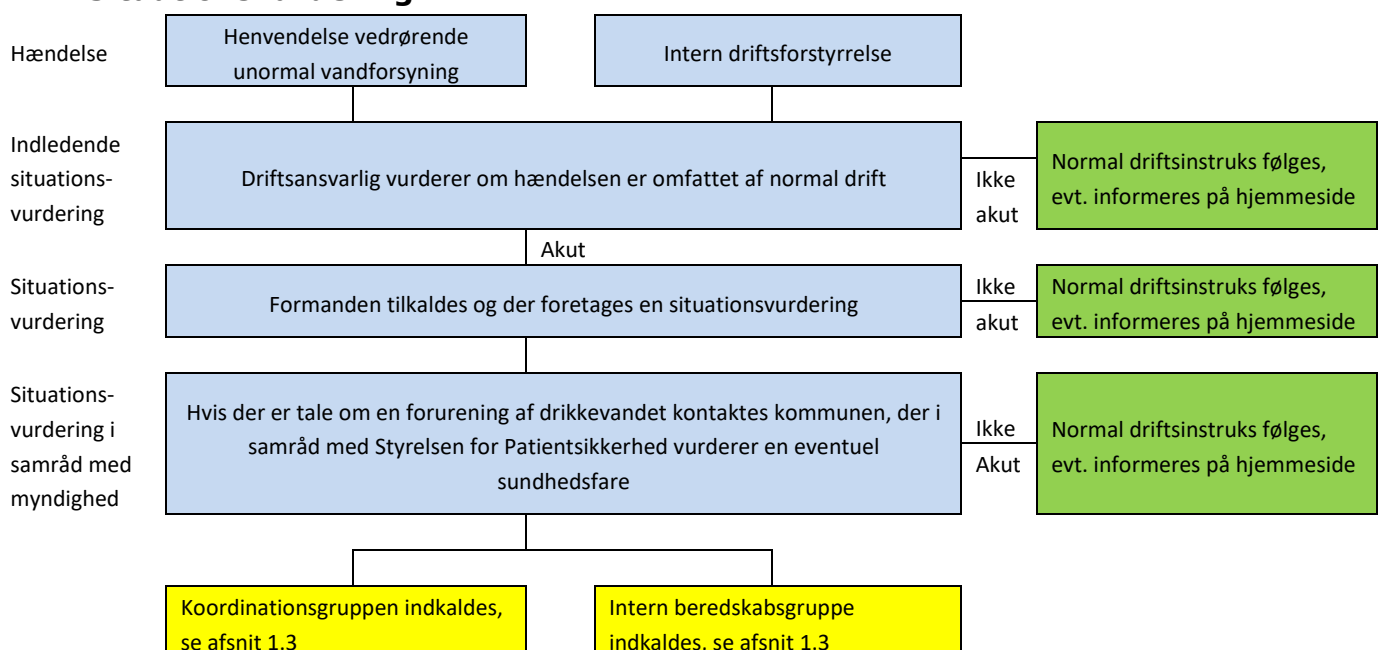 Hændelse
Henvendelse vedrørende
unormal vandforsyning
Intern driftsforstyrrelse
Indledende
situations-
vurdering
Driftsansvarlig vurderer om hændelsen er omfattet af normal drift
Ikke
akut
Normal driftsinstruks følges,
evt. informeres på hjemmeside
Akut
Situations-
vurdering
Formanden tilkaldes og der foretages en situationsvurdering
Ikke
akut
Normal driftsinstruks følges,
evt. informeres på hjemmeside
Situations-
vurdering i
samråd med
myndighed
Hvis der er tale om en forurening af drikkevandet kontaktes kommunen, der i
samråd med Styrelsen for Patientsikkerhed vurderer en eventuel
sundhedsfare
Ikke
Akut
Normal driftsinstruks følges,
evt. informeres på hjemmeside
Koordinationsgruppen indkaldes,
se afsnit 1.3
Intern beredskabsgruppe
indkaldes, se afsnit 1.3